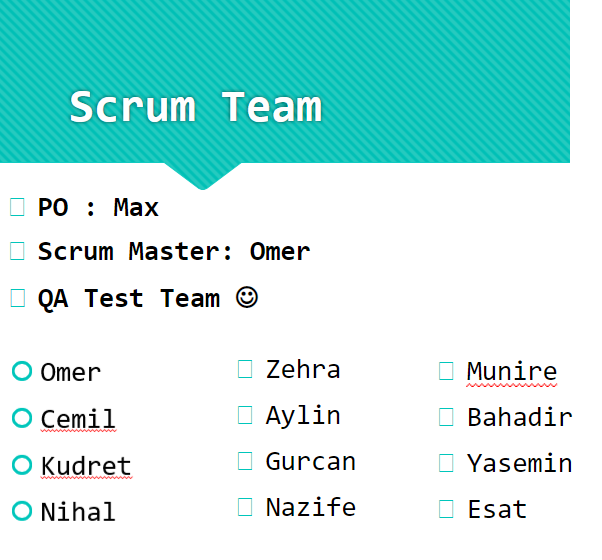 Scrum Team
PO : Max
Scrum Master: Omer
QA Test Team ☺
Omer
Cemil
Kudret
Nihal
Zehra
Aylin
Gurcan
Nazife
Munire
Bahadir
Yasemin
Esat